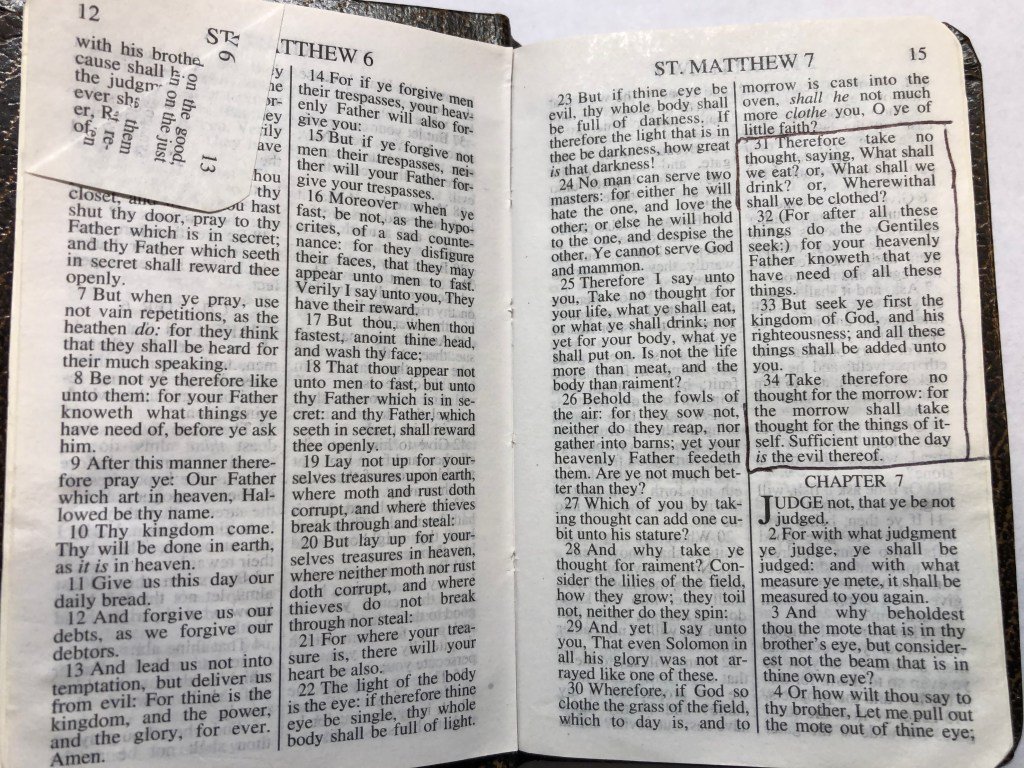 12
ST.
V 6
13
with his brothe
cause shall
the judgm
ever sh
er,
of
on the good,
on on the just
them
re-
n
ATTHEW 6
closet, and
hou
thy
ou hast
shut thy door, pray to thy
Father which is in secret;
and thy Father which seeth
in secret shall reward thee
openly.
7 But when ye pray, use
not vain repetitions, as the
heathen do: for they think
that they shall be heard for
their much speaking.
8 Be not ye therefore like
unto them: for your Father
knoweth what things ye
have need of, before ye ask
him.
9 After this manner there-
fore pray ye: Our Father
which art in heaven, Hal-
lowed be thy name.
10 Thy kingdom come.
Thy will be done in earth,
as it is in heaven.
11 Give us this day our
daily bread.
12 And forgive us our
debts, as we forgive our
debtors.
13 And lead us not into
temptation, but deliver us
from evil: For thine is the
kingdom, and the power,
and the glory, for ever.
Amen.
14 For if ye forgive men
their trespasses, your heav-
enly Father will also for-
give you:
15 But if ye forgive not
men their trespasses, nei-
ther will your Father for-
give your trespasses.
16 Moreover when ye
fast, be not, as the hypo-
crites, of a sad counte-
nance: for they disfigure
their faces, that they may
appear unto men to fast.
Verily I say unto you, They
have their reward.
17 But thou, when thou
fastest, anoint thine head,
and wash thy face;
18 That thou appear not
unto men to fast, but unto
thy Father which is in se-
cret: and thy Father, which
seeth in secret, shall reward
thee openly.
19 Lay not up for your-
selves treasures upon earth,
where moth and rust doth
corrupt, and where thieves
break through and steal:
20 But lay up for your-
selves treasures in heaven,
where neither moth nor rust
doth corrupt, and where
thieves do not break
through nor steal:
21 For where your trea-
sure is, there will your
heart be also.
22 The light of the body
is the eye: if therefore thine
eye be single, thy whole
body shall be full of light.
ST. MATTHEW 7
15
23 But if thine eye be
evil, thy whole body shall
be full of darkness. If
therefore the light that is in
thee be darkness, how great
is that darkness!
24 No man can serve two
masters: for either he will
hate the one, and love the
other; or else he will hold
to the one, and despise the
other. Ye cannot serve God
and mammon.
25 Therefore I say unto
you, Take no thought for
your life, what ye shall eat,
or what ye shall drink; nor
yet for your body, what ye
shall put on. Is not the life
more than meat, and the
body than raiment?
26 Behold the fowls of
the air: for they sow not,
neither do they reap, nor
gather into barns; yet your
heavenly Father feedeth
them. Are ye not much bet-
ter than they?
27 Which of you by tak-
ing thought can add one cu-
bit unto his stature?
28 And why take ye
thought for raiment? Con-
sider the lilies of the field,
how they grow; they toil
not, neither do they spin:
29 And yet I say unto
you, That even Solomon in
all his glory was not ar-
rayed like one of these.
30 Wherefore, if God so
clothe the grass of the field,
which to day is, and to
morrow is cast into the
oven, shall he not much
more clothe you, O ye of
little faith?
31 Therefore take no
thought, saying, What shall
we eat? or, What shall we
drink? or, Wherewithal
shall we be clothed?
32 (For after all these
things do the Gentiles
seek:) for your heavenly
Father knoweth that ye
have need of all these
things.
33 But seek ye first the
kingdom of God, and his
righteousness; and all these
things shall be added unto
you.
34 Take therefore no
thought for the morrow: for
the morrow shall take
thought for the things of it-
self. Sufficient unto the day
is the evil thereof.
CHAPTER 7
JUDGE not, that ye be not
judged.
2 For with what judgment
ye judge, ye shall be
judged: and with what
measure ye mete, it shall be
measured to you again.
3 And why beholdest
thou the mote that is in thy
brother's eye, but consider-
est not the beam that is in
thine own eye?
4 Or how wilt thou say to
thy brother, Let me pull out
the mote out of thine eye;